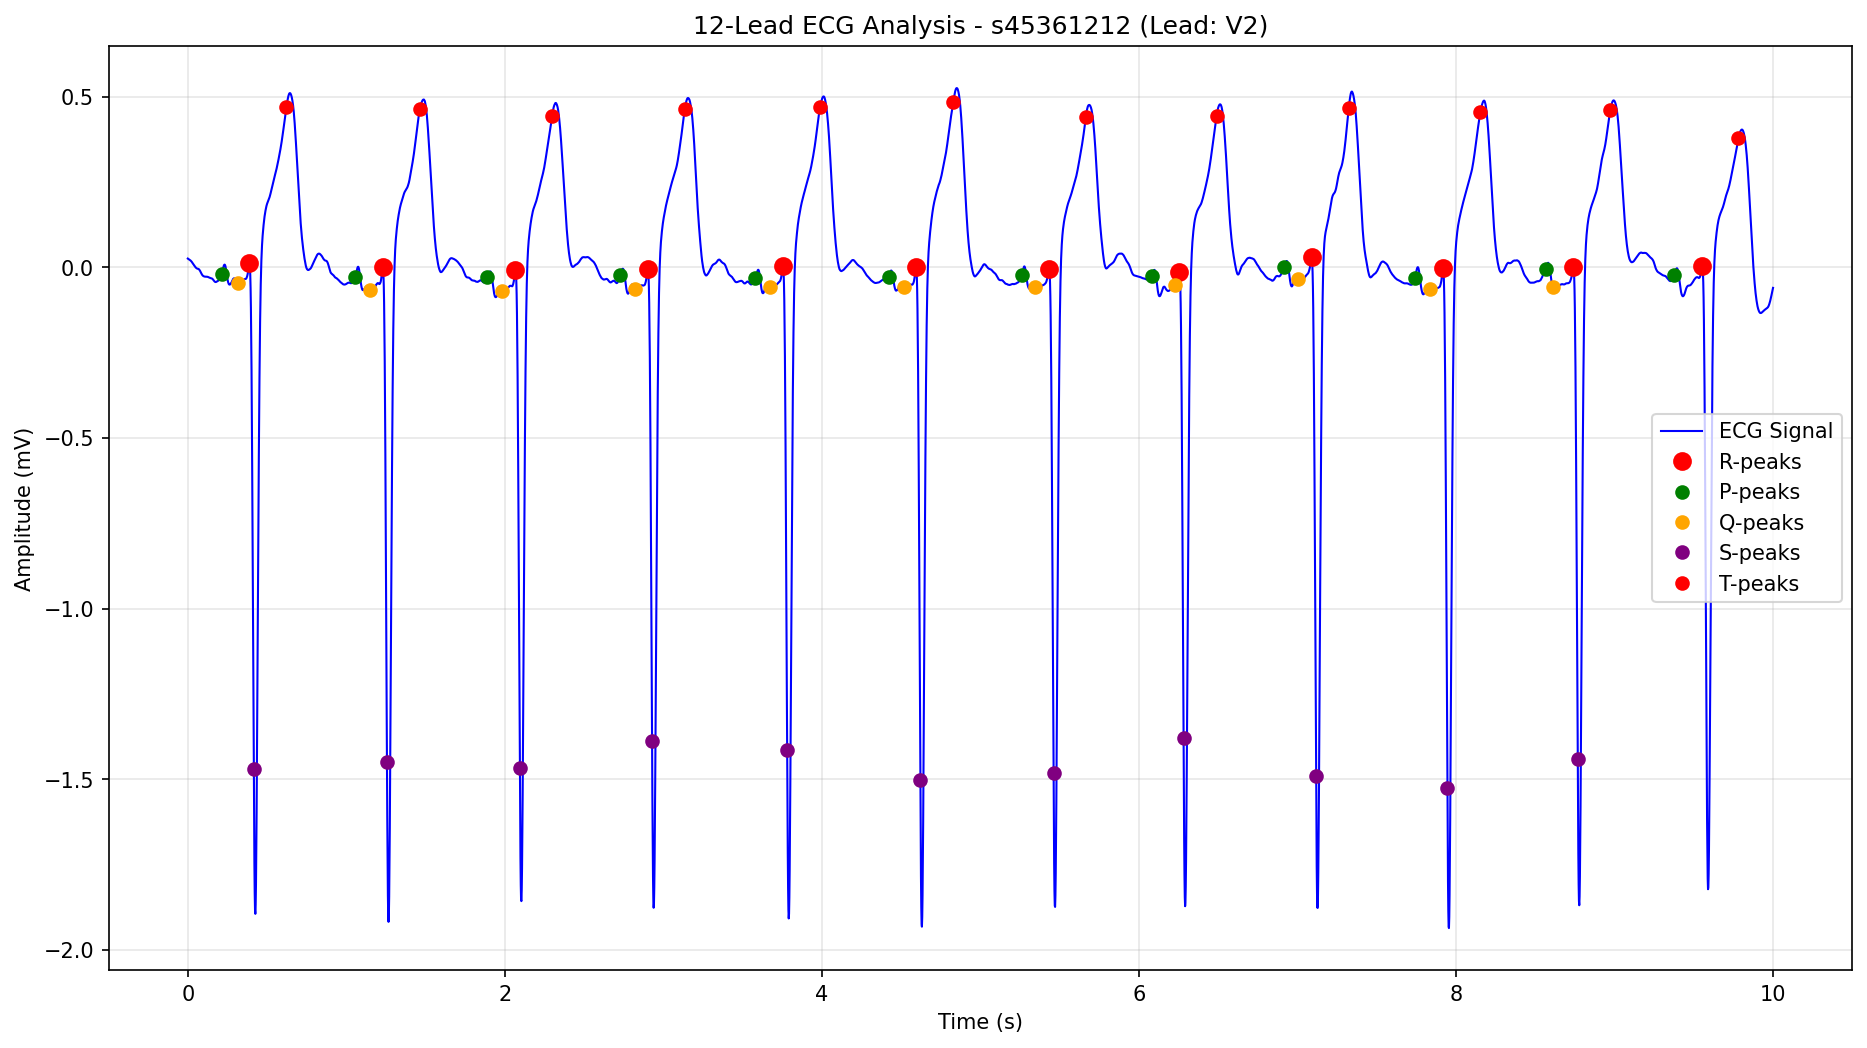 12-Lead ECG Analysis - s45361212 (Lead: V2)
Amplitude (mV)
0.5
0.0
−0.5
−1.0
−1.5
−2.0
ECG Signal
R-peaks
P-peaks
Q-peaks
S-peaks
T-peaks
0 2 4 6 8 10
Time (s)